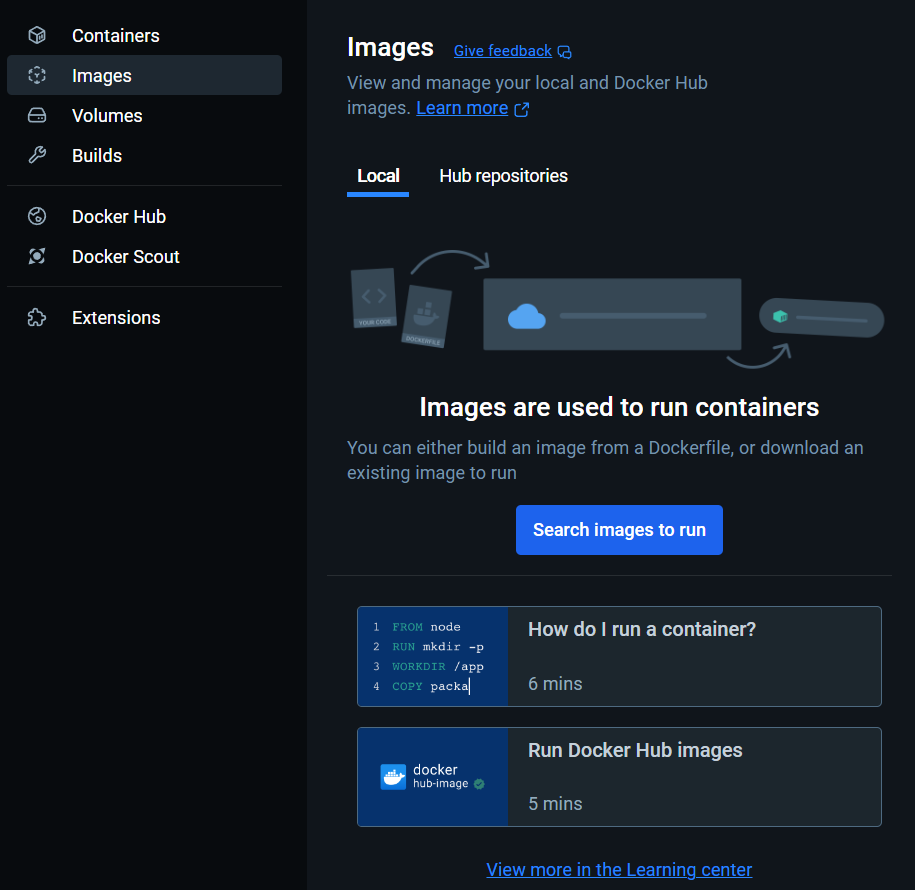 Containers
Images
Volumes
Builds
Docker Hub
Docker Scout
Extensions
Images
Give feedback
View and manage your local and Docker Hub
images. Learn more
Local
Hub repositories
YOUR CODE
DOCKERFILE
Images are used to run containers
You can either build an image from a Dockerfile, or download an
existing image to run
Search images to run
1 FROM node
2 RUN mkdir -p
3 WORKDIR /app
4 COPY packa
How do I run a container?
6 mins
docker
hub-image
Run Docker Hub images
5 mins
View more in the Learning center